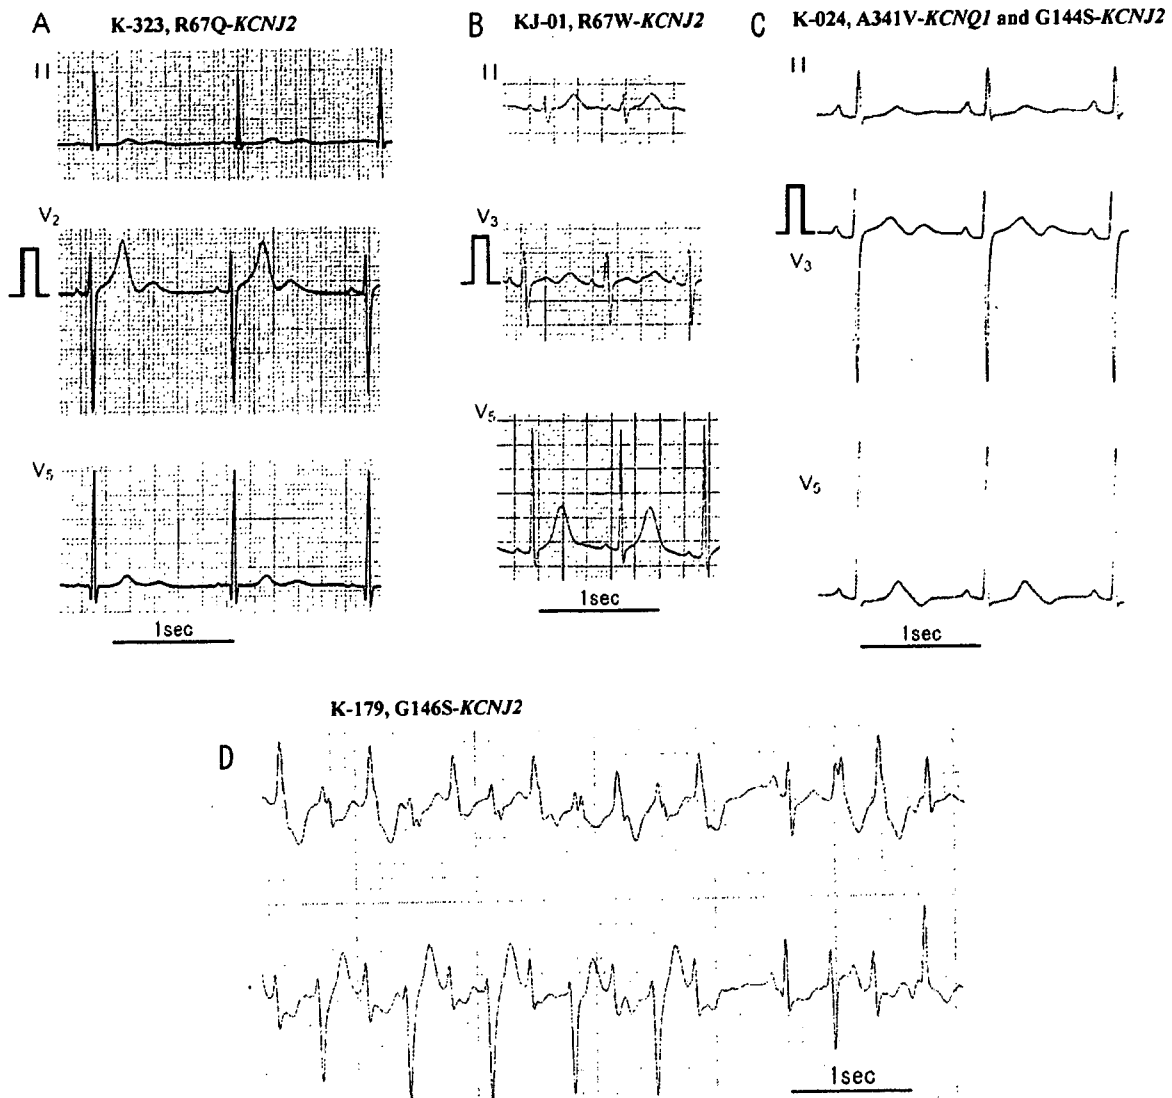 A K-323, R67Q-KCNJ2
II
V2
V5
1sec
B KJ-01, R67W-KCNJ2
II
V3
V5
1sec
C K-024, A341V-KCNQ1 and G144S-KCNJ2
II
V3
V5
1sec
K-179, G146S-KCNJ2
D
1sec